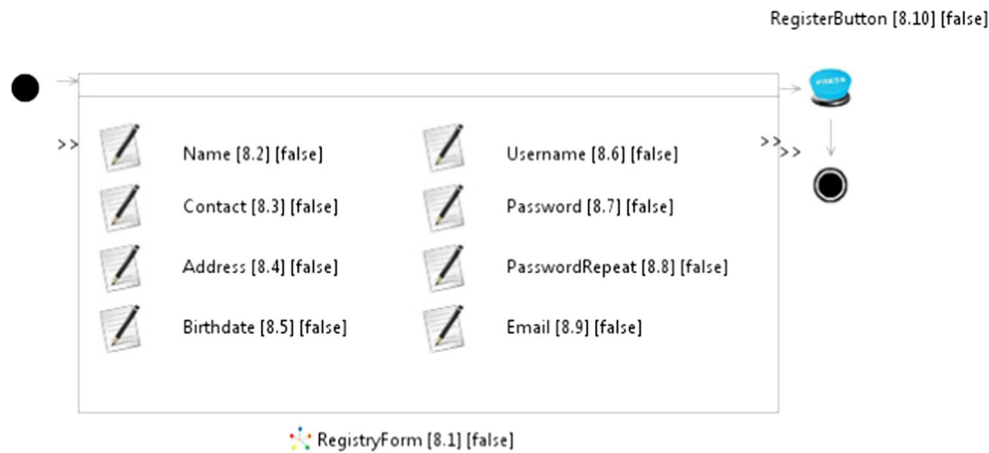 RegisterButton [8.10] [false]
PRESS
>>
>>
>>
Name [8.2] [false]
Username [8.6] [false]
Contact [8.3] [false]
Password [8.7] [false]
Address [8.4] [false]
PasswordRepeat [8.8] [false]
Birthdate [8.5] [false]
Email [8.9] [false]
RegistryForm [8.1] [false]